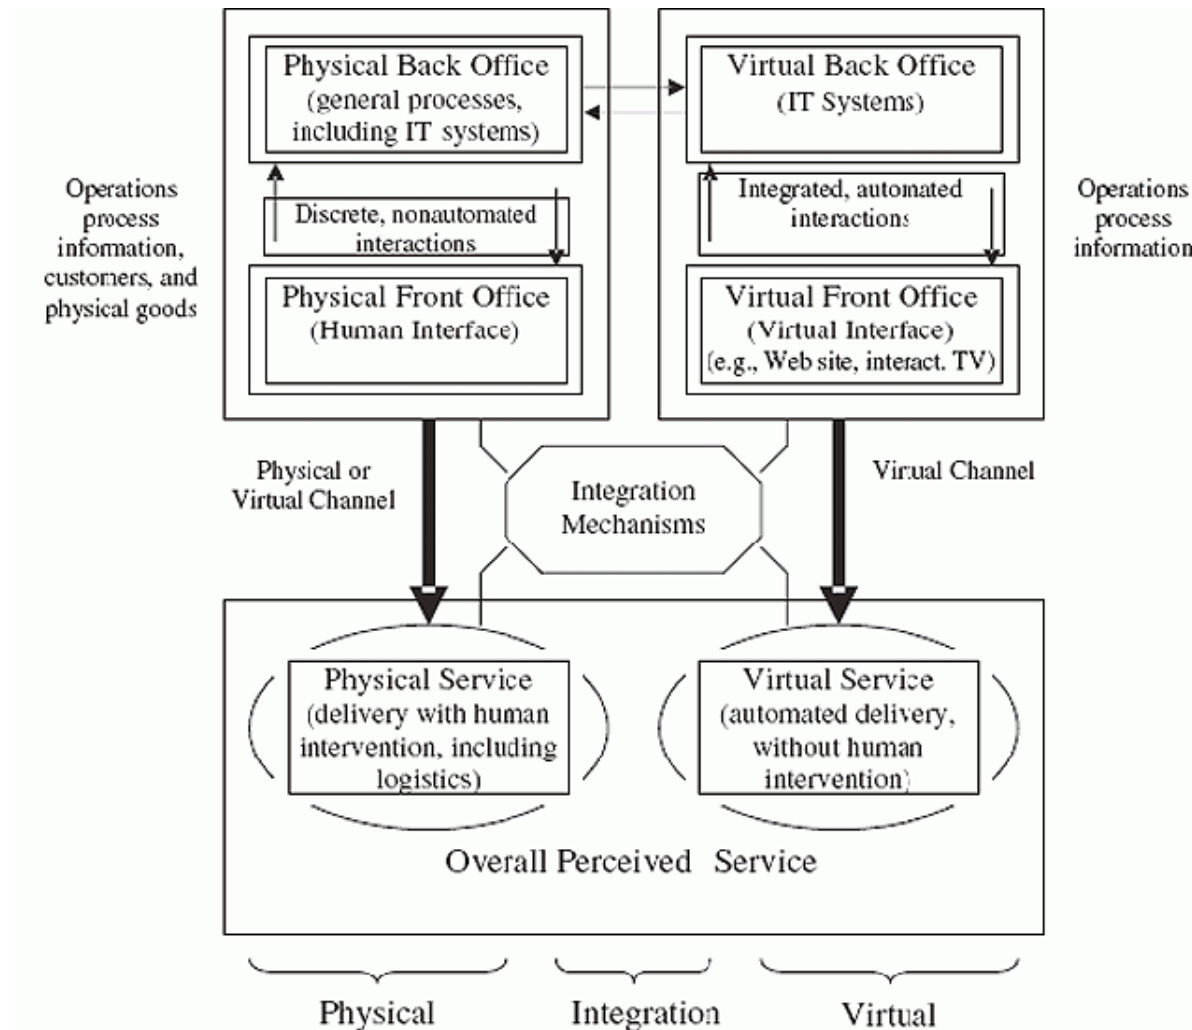 Physical Back Office
(general processes,
including IT systems)
Virtual Back Office
(IT Systems)
Operations
process
information,
customers, and
physical goods
Discrete, nonautomated
interactions
Integrated, automated
interactions
Operations
process
information
Physical Front Office
(Human Interface)
Virtual Front Office
(Virtual Interface)
(e.g., Web site, interact. TV)
Physical or
Virtual Channel
Integration
Mechanisms
Virtual Channel
Physical Service
(delivery with human
intervention, including
logistics)
Virtual Service
(automated delivery,
without human
intervention)
Overall Perceived Service
Physical
Integration
Virtual